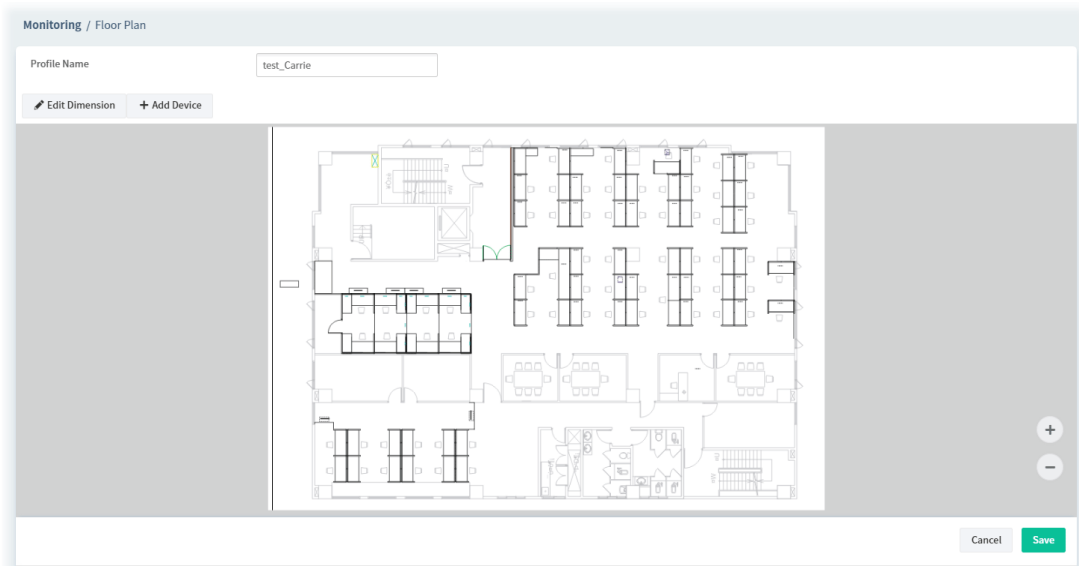 Monitoring / Floor Plan
Profile Name
test_Carrie
Edit Dimension
+ Add Device
+
−
Cancel
Save